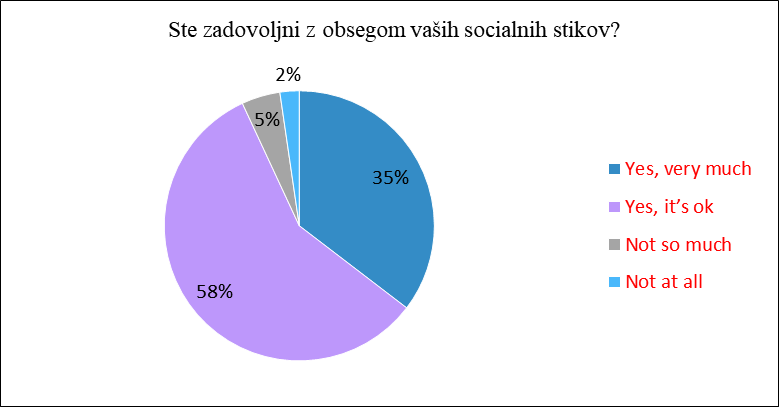 Ste zadovoljni z obsegom vaših socialnih stikov?
2%
5%
35%
58%
Yes, very much
Yes, it’s ok
Not so much
Not at all